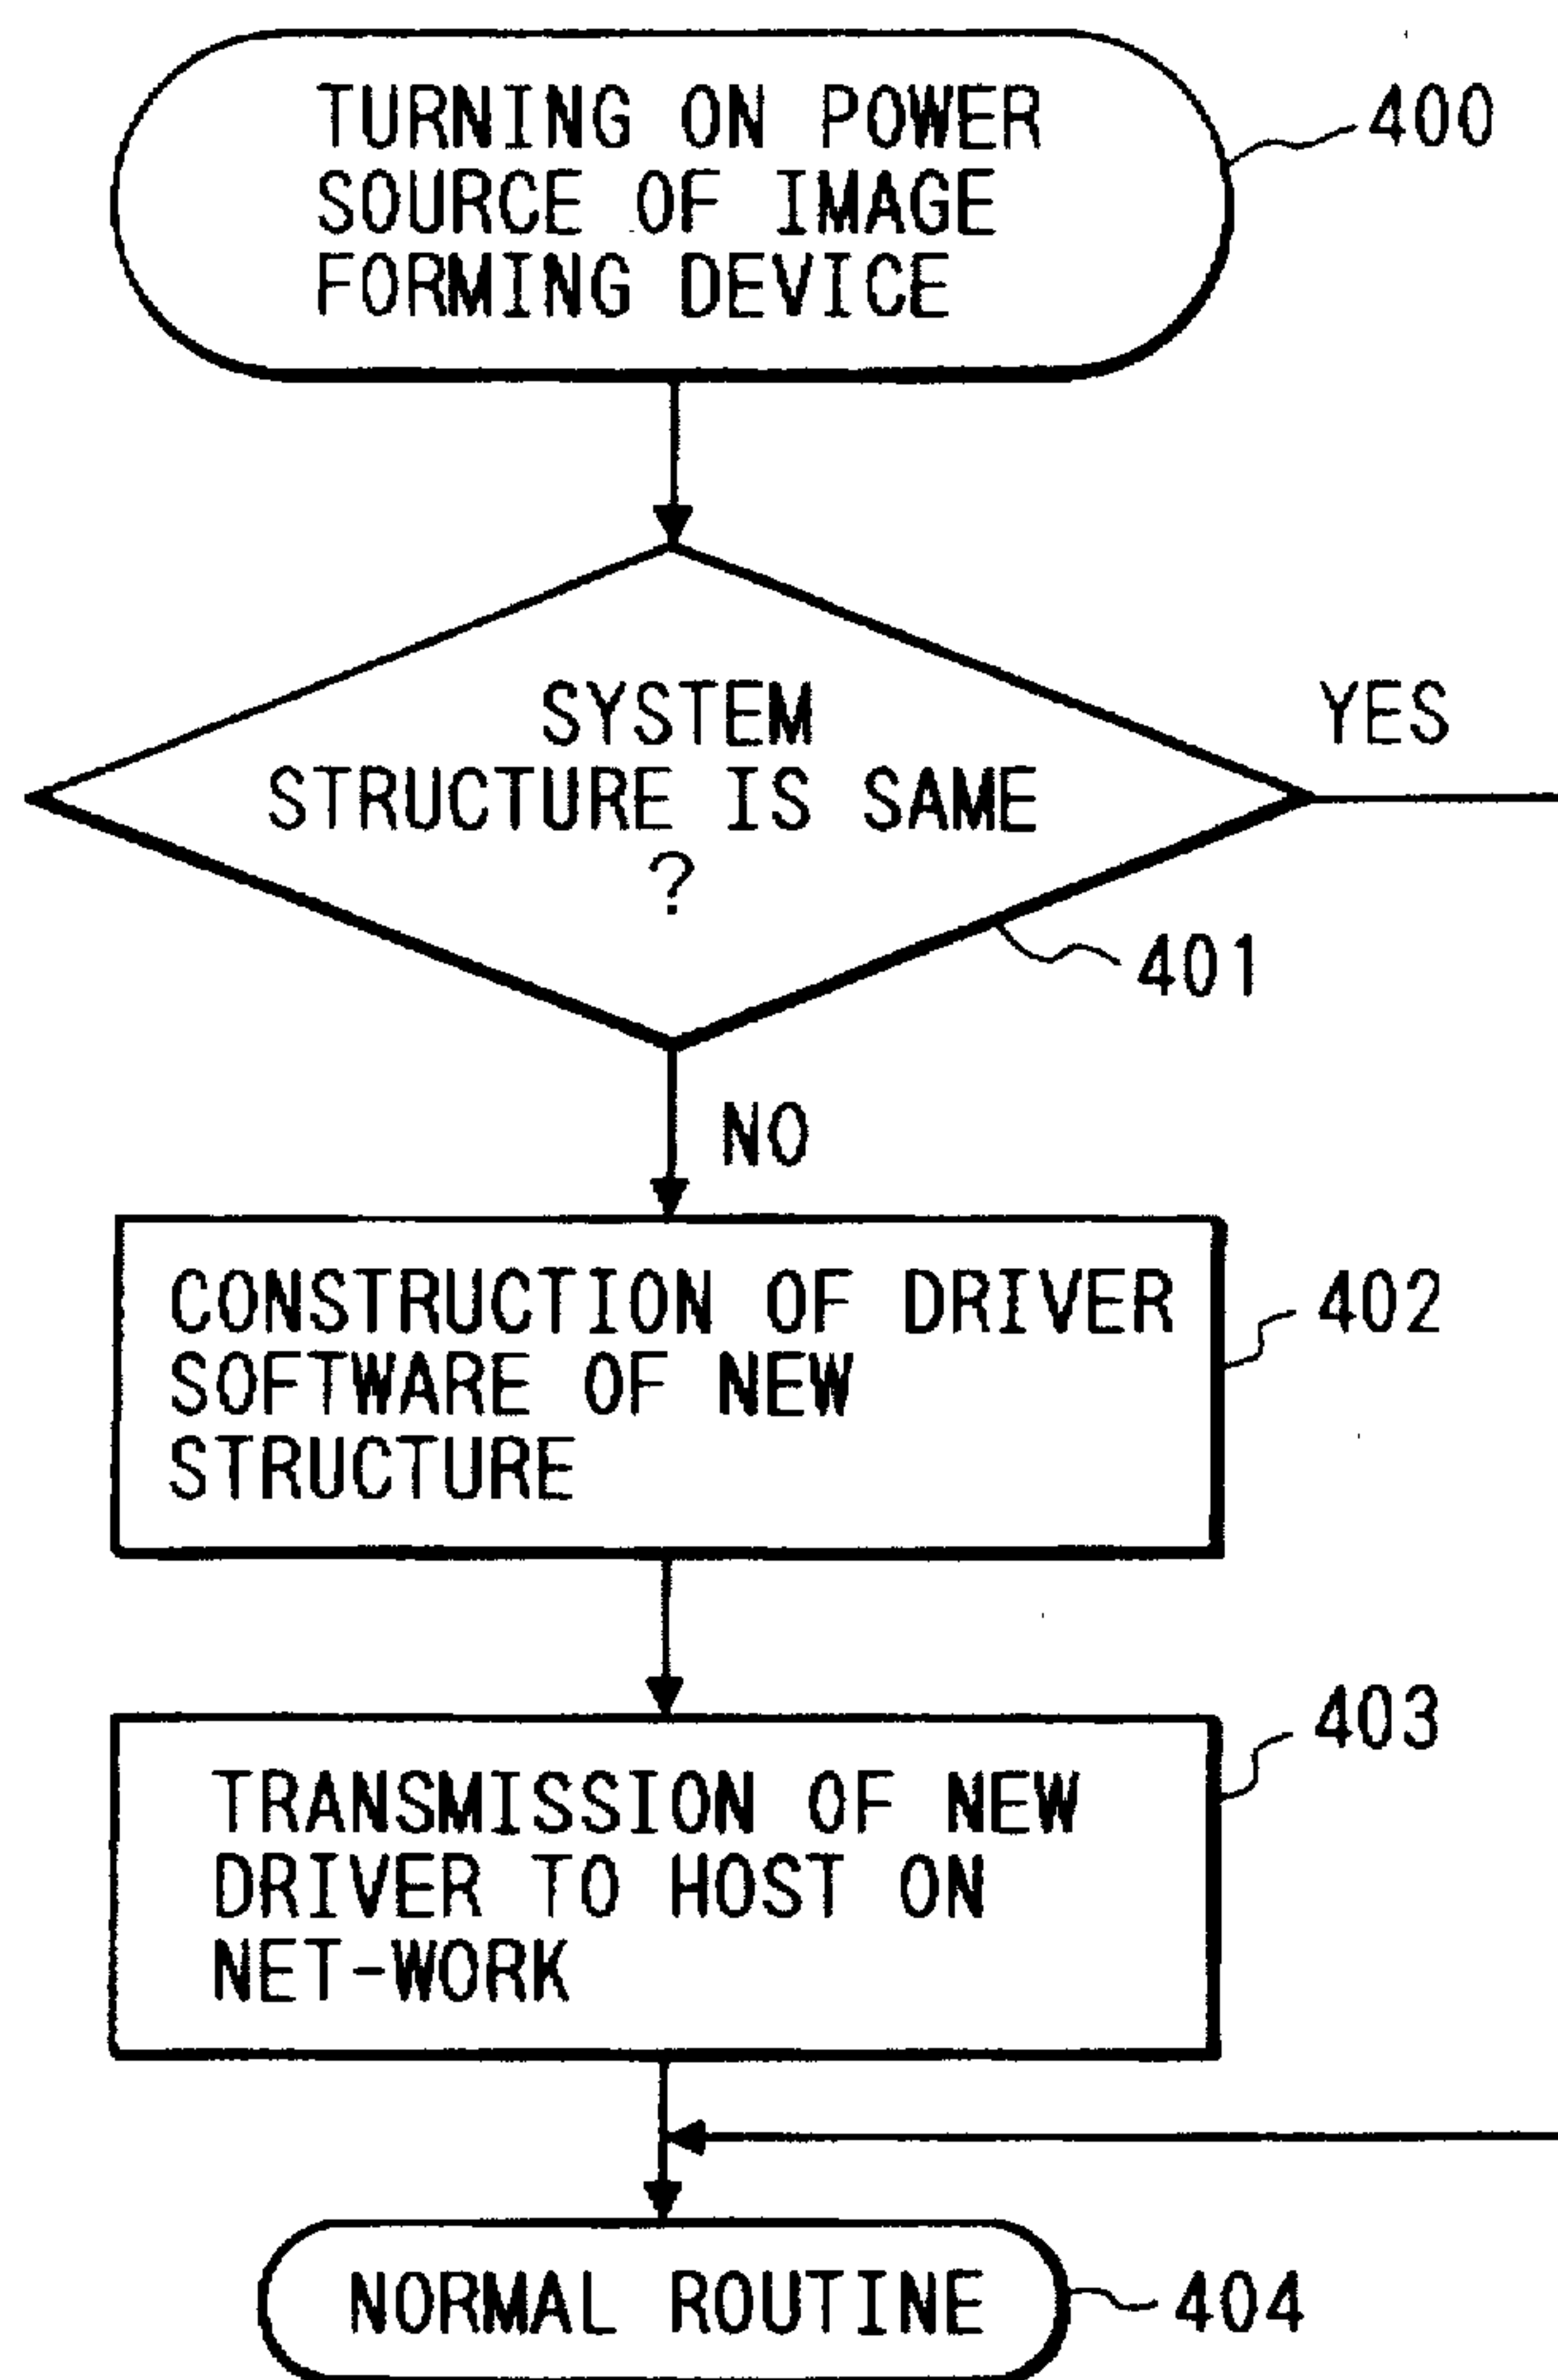 TURNING ON POWER
SOURCE OF IMAGE
FORMING DEVICE
400
SYSTEM
STRUCTURE IS SAME
?
YES
401
NO
CONSTRUCTION OF DRIVER
SOFTWARE OF NEW
STRUCTURE
402
403
TRANSMISSION OF NEW
DRIVER TO HOST ON
NET-WORK
NORMAL ROUTINE
404